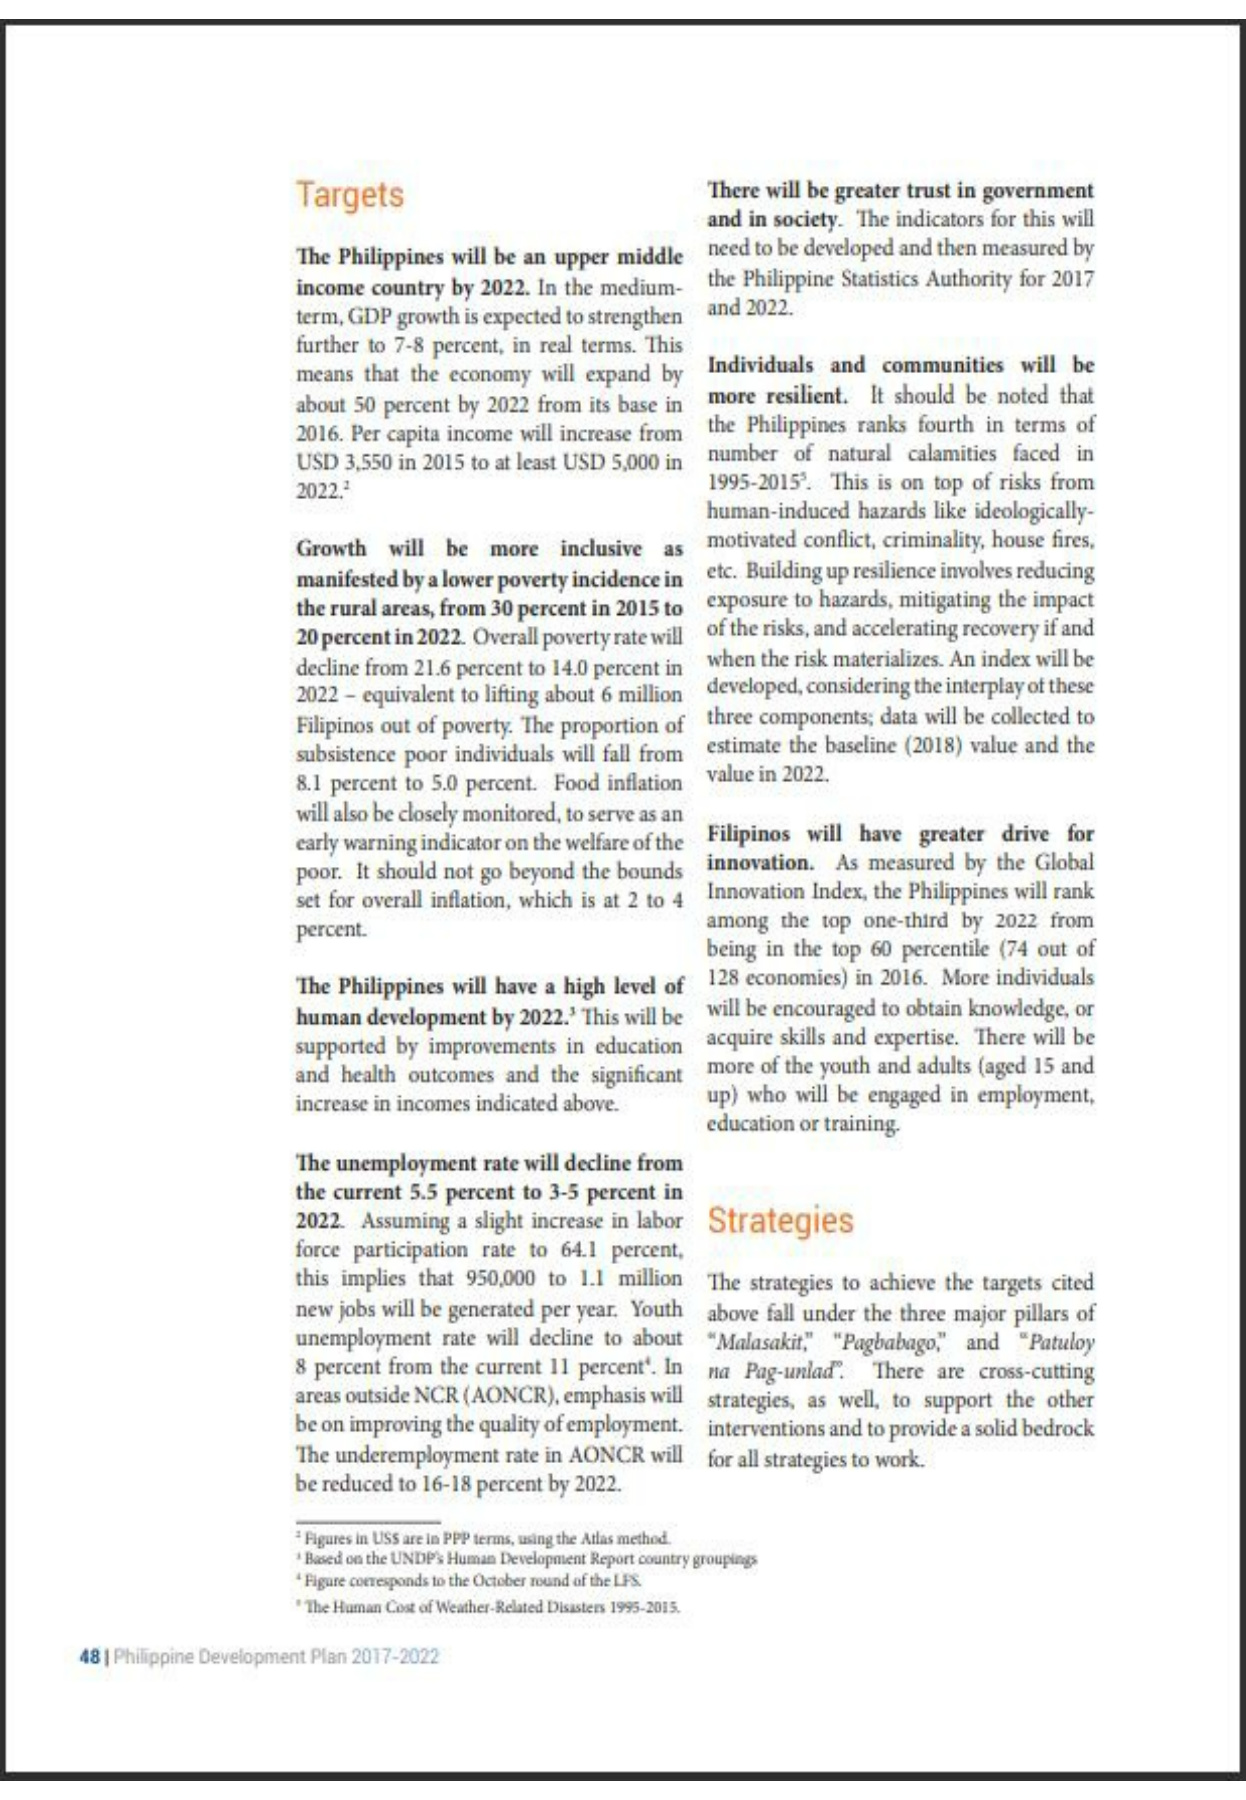 Targets
The Philippines will be an upper middle
income country by 2022. In the medium-
term, GDP growth is expected to strengthen
further to 7-8 percent, in real terms. This
means that the economy will expand by
about 50 percent by 2022 from its base in
2016. Per capita income will increase from
USD 3,550 in 2015 to at least USD 5,000 in
2022.²
Growth will be more inclusive as
manifested by a lower poverty incidence in
the rural areas, from 30 percent in 2015 to
20 percent in 2022. Overall poverty rate will
decline from 21.6 percent to 14.0 percent in
2022 – equivalent to lifting about 6 million
Filipinos out of poverty. The proportion of
subsistence poor individuals will fall from
8.1 percent to 5.0 percent. Food inflation
will also be closely monitored, to serve as an
early warning indicator on the welfare of the
poor. It should not go beyond the bounds
set for overall inflation, which is at 2 to 4
percent.
The Philippines will have a high level of
human development by 2022.³ This will be
supported by improvements in education
and health outcomes and the significant
increase in incomes indicated above.
The unemployment rate will decline from
the current 5.5 percent to 3-5 percent in
2022. Assuming a slight increase in labor
force participation rate to 64.1 percent,
this implies that 950,000 to 1.1 million
new jobs will be generated per year. Youth
unemployment rate will decline to about
8 percent from the current 11 percent⁴. In
areas outside NCR (AONCR), emphasis will
be on improving the quality of employment.
The underemployment rate in AONCR will
be reduced to 16-18 percent by 2022.
There will be greater trust in government
and in society. The indicators for this will
need to be developed and then measured by
the Philippine Statistics Authority for 2017
and 2022.
Individuals and communities will be
more resilient. It should be noted that
the Philippines ranks fourth in terms of
number of natural calamities faced in
1995-2015⁵. This is on top of risks from
human-induced hazards like ideologically-
motivated conflict, criminality, house fires,
etc. Building up resilience involves reducing
exposure to hazards, mitigating the impact
of the risks, and accelerating recovery if and
when the risk materializes. An index will be
developed, considering the interplay of these
three components; data will be collected to
estimate the baseline (2018) value and the
value in 2022.
Filipinos will have greater drive for
innovation. As measured by the Global
Innovation Index, the Philippines will rank
among the top one-third by 2022 from
being in the top 60 percentile (74 out of
128 economies) in 2016. More individuals
will be encouraged to obtain knowledge, or
acquire skills and expertise. There will be
more of the youth and adults (aged 15 and
up) who will be engaged in employment,
education or training.
Strategies
The strategies to achieve the targets cited
above fall under the three major pillars of
“Malasakit,” “Pagbabago,” and “Patuloy
na Pag-unlad”. There are cross-cutting
strategies, as well, to support the other
interventions and to provide a solid bedrock
for all strategies to work.
² Figures in US$ are in PPP terms, using the Atlas method.
³ Based on the UNDP's Human Development Report country groupings
⁴ Figure corresponds to the October round of the LFS.
⁵ The Human Cost of Weather-Related Disasters 1995-2015.
48 | Philippine Development Plan 2017-2022